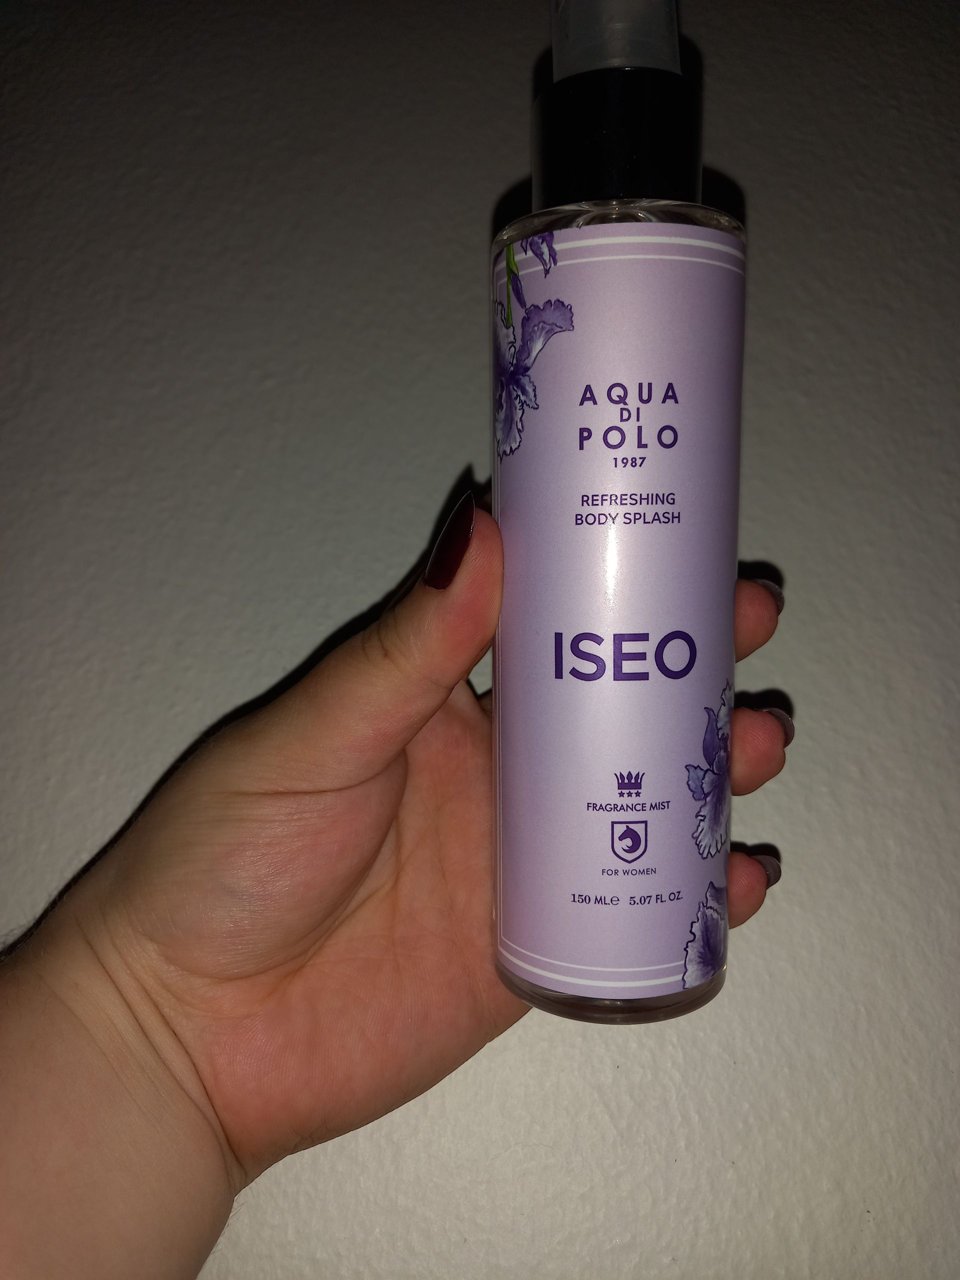 AQUA
DI
POLO
1987
REFRESHING
BODY SPLASH
ISEO
FRAGRANCE MIST
FOR WOMEN
150 ML.℮ 5.07 FL. OZ.